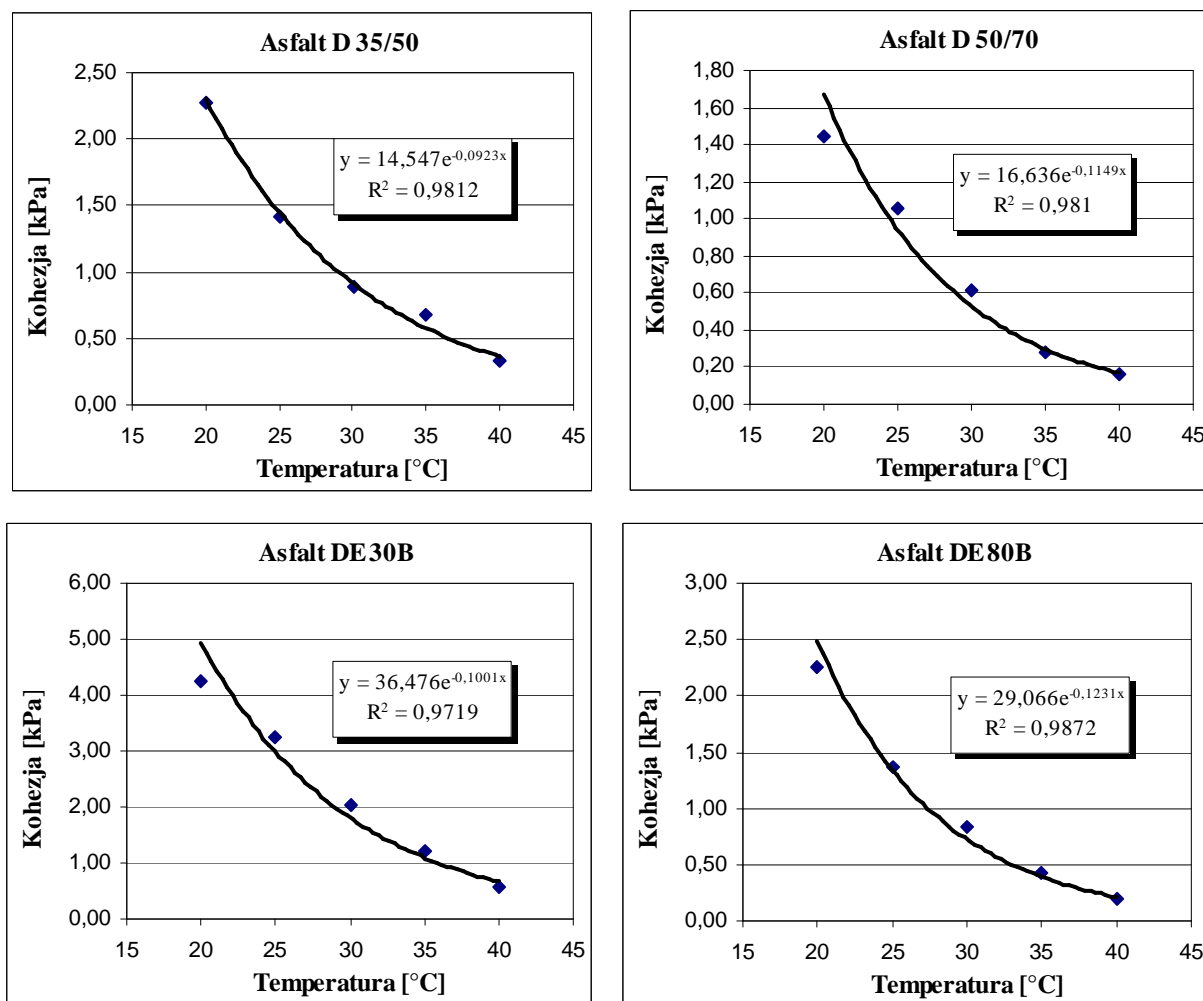 Asfalt D 35/50
Kohezja [kPa]
2,50
2,00
1,50
1,00
0,50
0,00
y = 14,547e-0,0923x
R2 = 0,9812
15 20 25 30 35 40 45
Temperatura [°C]
Asfalt D 50/70
Kohezja [kPa]
1,80
1,60
1,40
1,20
1,00
0,80
0,60
0,40
0,20
0,00
y = 16,636e-0,1149x
R2 = 0,981
15 20 25 30 35 40 45
Temperatura [°C]
Asfalt DE30B
Kohezja [kPa]
6,00
5,00
4,00
3,00
2,00
1,00
0,00
y = 36,476e-0,1001x
R2 = 0,9719
15 20 25 30 35 40 45
Temperatura [°C]
Asfalt DE80B
Kohezja [kPa]
3,00
2,50
2,00
1,50
1,00
0,50
0,00
y = 29,066e-0,1231x
R2 = 0,9872
15 20 25 30 35 40 45
Temperatura [°C]